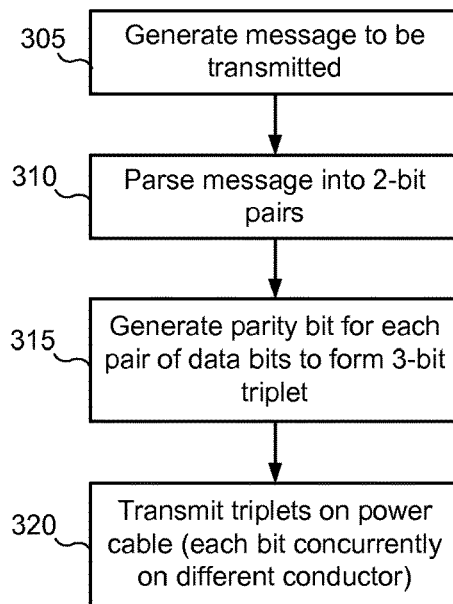 305
Generate message to be
transmitted
310
Parse message into 2-bit
pairs
315
Generate parity bit for each
pair of data bits to form 3-bit
triplet
320
Transmit triplets on power
cable (each bit concurrently
on different conductor)